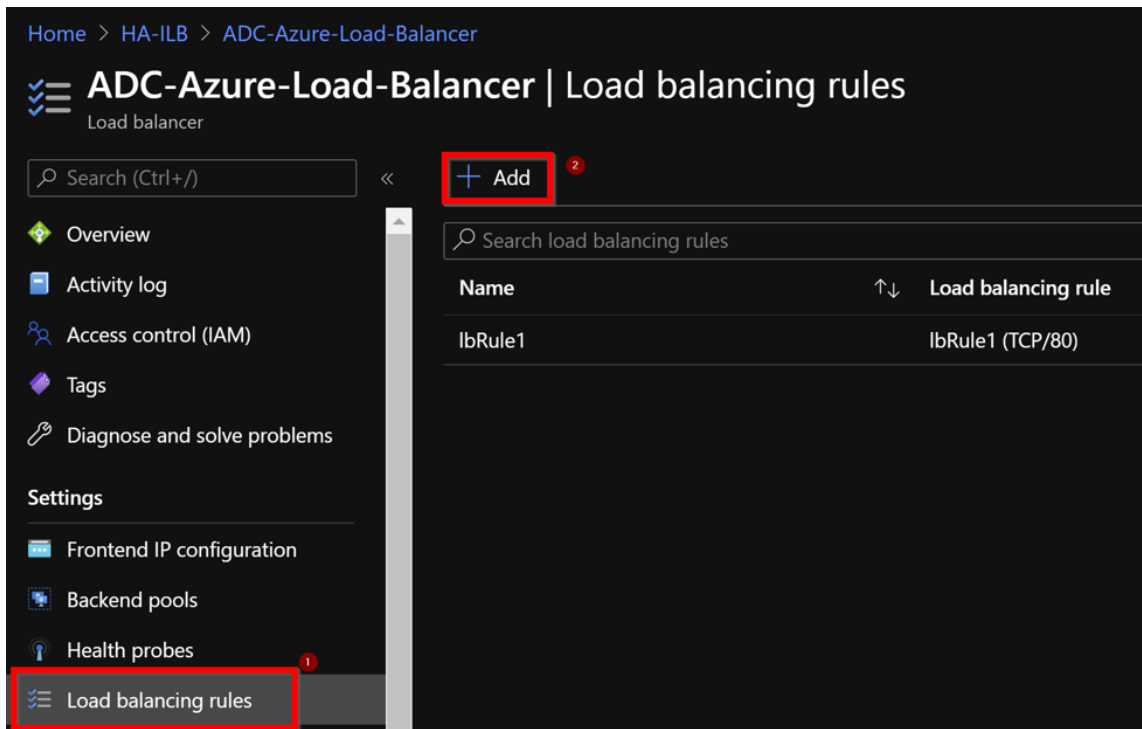 Home > HA-ILB > ADC-Azure-Load-Balancer
ADC-Azure-Load-Balancer | Load balancing rules
Load balancer
Search (Ctrl+/)
«
Overview
Activity log
Access control (IAM)
Tags
Diagnose and solve problems
Settings
Frontend IP configuration
Backend pools
Health probes
1
Load balancing rules
+ Add
2
Search load balancing rules
Name ↑↓ Load balancing rule
lbRule1 lbRule1 (TCP/80)